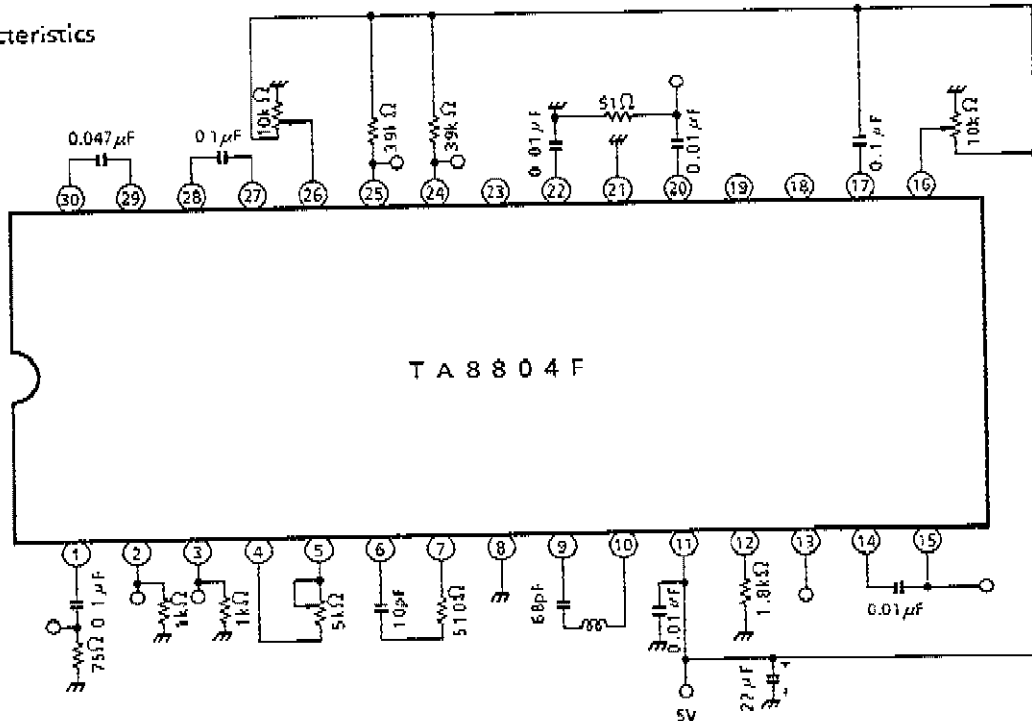 cteristics
10kΩ
39kΩ
39kΩ
0.01μF
51Ω
0.01μF
0.1μF
10kΩ
0.047μF
0.1μF
30
29
28
27
26
25
24
23
22
21
20
19
18
17
16
TA8804F
1
2
3
4
5
6
7
8
9
10
11
12
13
14
15
0.1μF
75Ω
1kΩ
1kΩ
5kΩ
10pF
510Ω
68pF
0.01μF
1.8kΩ
0.01μF
22μF
5V